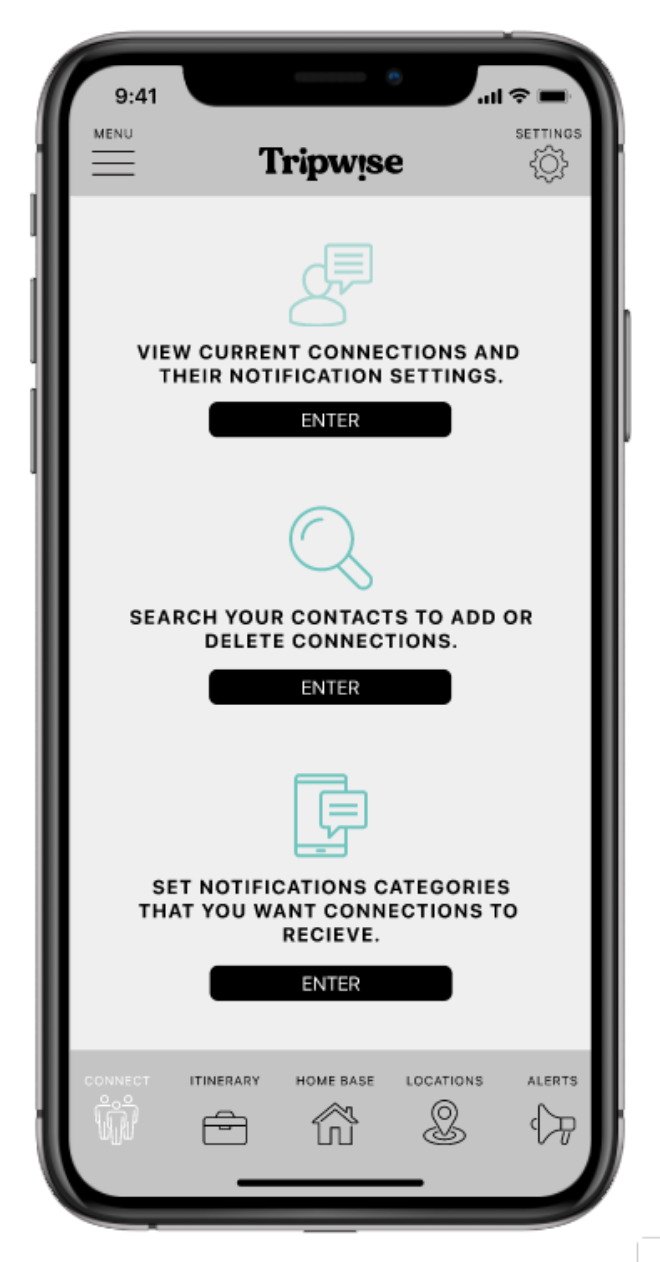 9:41
MENU
Tripwise
SETTINGS
VIEW CURRENT CONNECTIONS AND
THEIR NOTIFICATION SETTINGS.
ENTER
SEARCH YOUR CONTACTS TO ADD OR
DELETE CONNECTIONS.
ENTER
SET NOTIFICATIONS CATEGORIES
THAT YOU WANT CONNECTIONS TO
RECIEVE.
ENTER
CONNECT ITINERARY HOME BASE LOCATIONS ALERTS